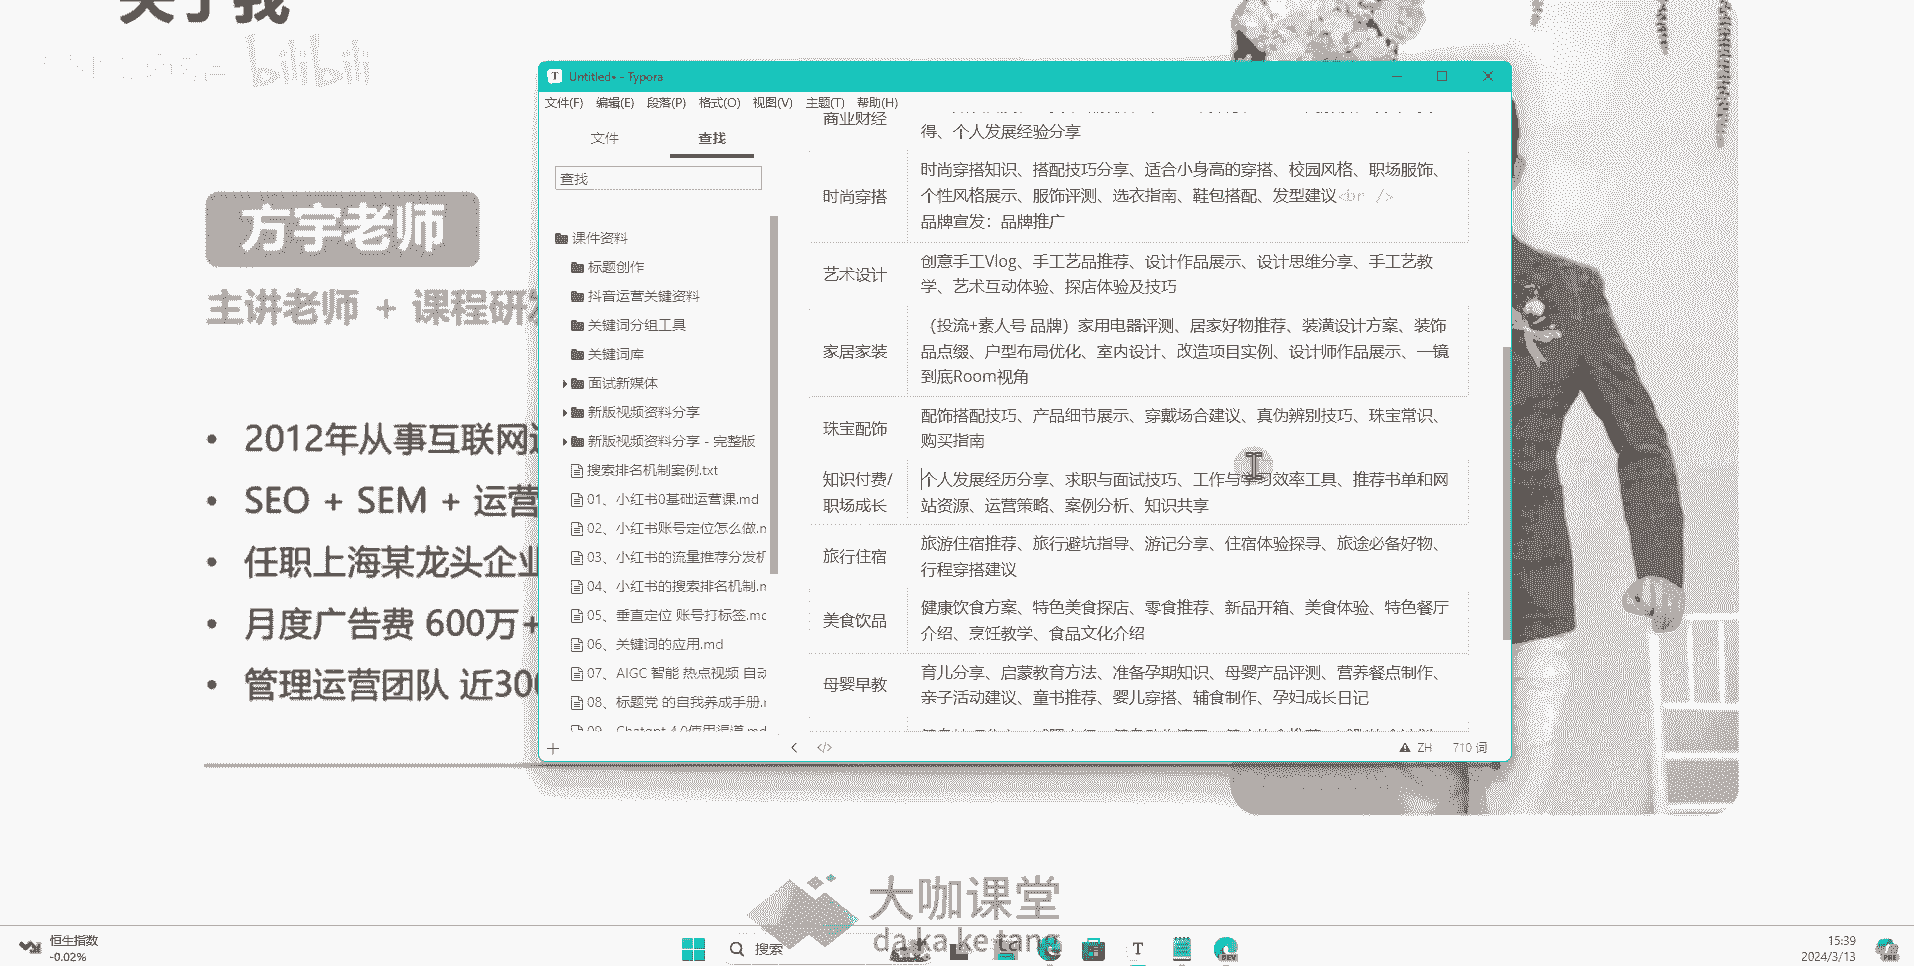 关于我
bilibili
方宇老师
主讲老师 + 课程研发
2012年从事互联网运
SEO + SEM + 运营
任职上海某龙头企业
月度广告费 600万+
管理运营团队 近300
Untitled• - Typora
文件(F) 编辑(E) 段落(P) 格式(O) 视图(V) 主题(T) 帮助(H)
文件 查找
查找
课件资料
标题创作
抖音运营关键资料
关键词分组工具
关键词库
面试新媒体
新版视频资料分享
新版视频资料分享 - 完整版
搜索排名机制案例.txt
01、小红书0基础运营课.md
02、小红书账号定位怎么做.m
03、小红书的流量推荐分发机
04、小红书的搜索排名机制.m
05、垂直定位 账号打标签.md
06、关键词的应用.md
07、AIGC 智能 热点视频 自动
08、标题党 的自我养成手册.m
09、Chatgpt 4.0使用渠道.md
商业财经
得、个人发展经验分享
时尚穿搭
时尚穿搭知识、搭配技巧分享、适合小身高的穿搭、校园风格、职场服饰、
个性风格展示、服饰评测、选衣指南、鞋包搭配、发型建议<br />
品牌宣发：品牌推广
艺术设计
创意手工Vlog、手工艺品推荐、设计作品展示、设计思维分享、手工艺教
学、艺术互动体验、探店体验及技巧
家居家装
（投流+素人号 品牌）家用电器评测、居家好物推荐、装潢设计方案、装饰
品点缀、户型布局优化、室内设计、改造项目实例、设计师作品展示、一镜
到底Room视角
珠宝配饰
配饰搭配技巧、产品细节展示、穿戴场合建议、真伪辨别技巧、珠宝常识、
购买指南
知识付费/
职场成长
个人发展经历分享、求职与面试技巧、工作与学习效率工具、推荐书单和网
站资源、运营策略、案例分析、知识共享
旅行住宿
旅游住宿推荐、旅行避坑指导、游记分享、住宿体验探寻、旅途必备好物、
行程穿搭建议
美食饮品
健康饮食方案、特色美食探店、零食推荐、新品开箱、美食体验、特色餐厅
介绍、烹饪教学、食品文化介绍
母婴早教
育儿分享、启蒙教育方法、准备孕期知识、母婴产品评测、营养餐点制作、
亲子活动建议、童书推荐、婴儿穿搭、辅食制作、孕妇成长日记
</> ZH 710 词
大咖课堂
da ka ke tang
恒生指数
-0.02%
搜索
T
DEV
15:39
2024/3/13
PRE